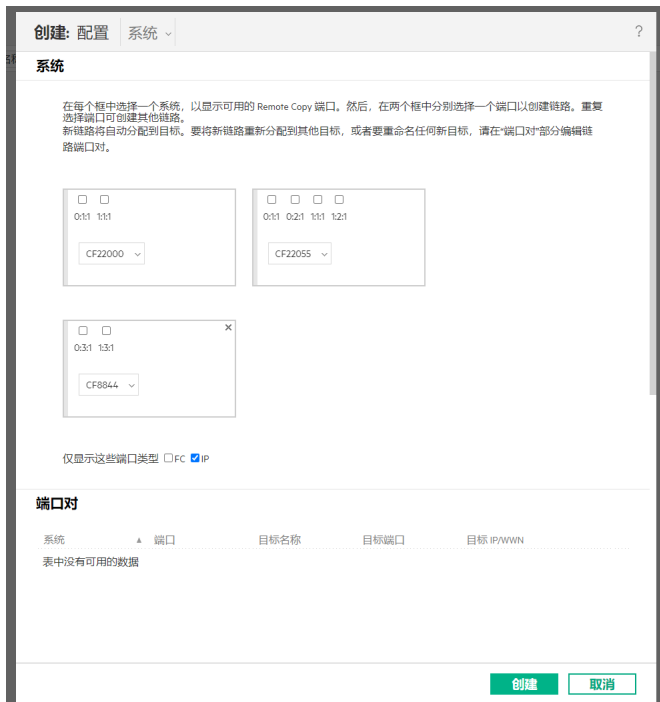 创建: 配置 系统 ?
系统
在每个框中选择一个系统，以显示可用的 Remote Copy 端口。然后，在两个框中分别选择一个端口以创建链路。重复
选择端口可创建其他链路。
新链路将自动分配到目标。要将新链路重新分配到其他目标，或者要重命名任何新目标，请在"端口对"部分编辑链
路端口对。
0:1:1 1:1:1
0:1:1 0:2:1 1:1:1 1:2:1
CF22000
CF22055
0:3:1 1:3:1
CF8844
仅显示这些端口类型 FC IP
端口对
系统 ▲ 端口 目标名称 目标端口 目标 IP/WWN
表中没有可用的数据
创建 取消